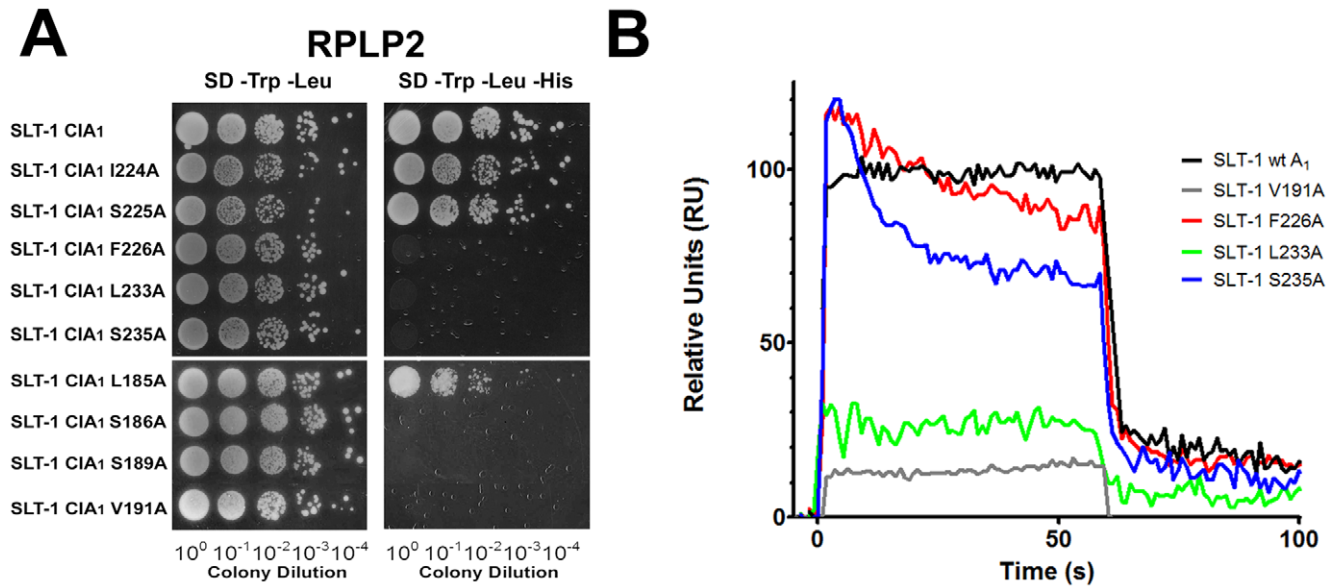 A
RPLP2
SD -Trp -Leu
SD -Trp -Leu -His
SLT-1 CIA1
SLT-1 CIA1 I224A
SLT-1 CIA1 S225A
SLT-1 CIA1 F226A
SLT-1 CIA1 L233A
SLT-1 CIA1 S235A
SLT-1 CIA1 L185A
SLT-1 CIA1 S186A
SLT-1 CIA1 S189A
SLT-1 CIA1 V191A
10⁰ 10⁻¹ 10⁻² 10⁻³ 10⁻⁴
Colony Dilution
10⁰ 10⁻¹ 10⁻² 10⁻³ 10⁻⁴
Colony Dilution
B
Relative Units (RU)
100
50
0
0
50
100
Time (s)
SLT-1 wt A1
SLT-1 V191A
SLT-1 F226A
SLT-1 L233A
SLT-1 S235A